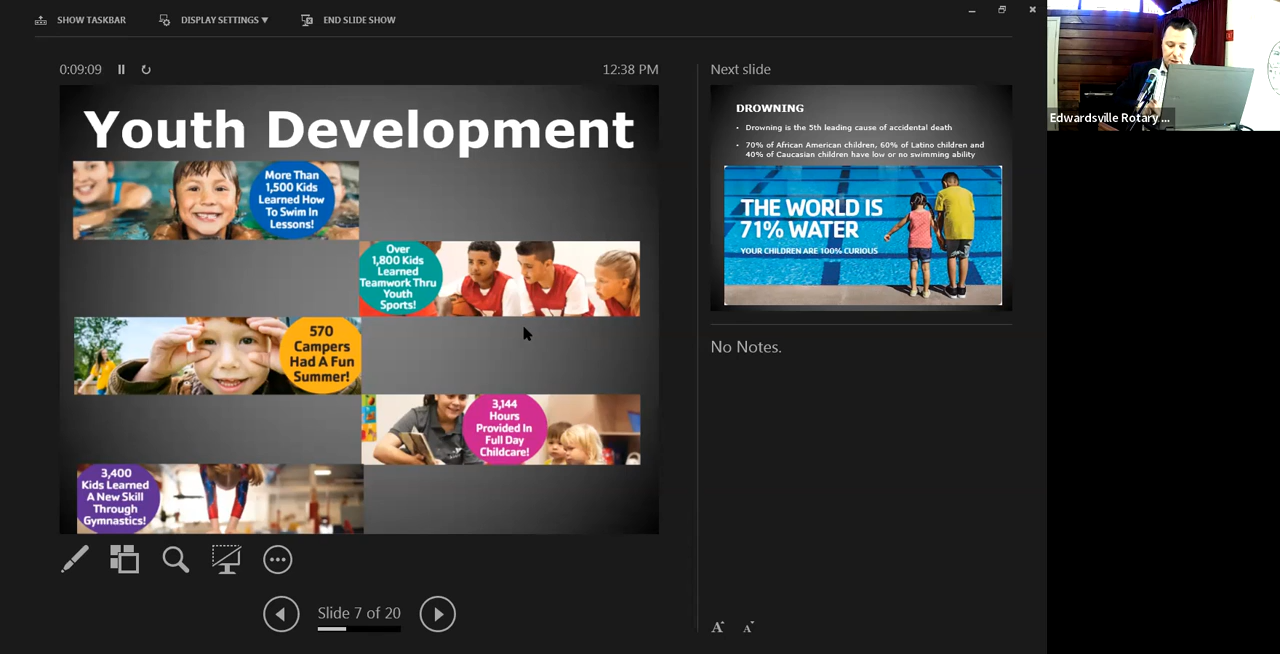 SHOW TASKBAR
DISPLAY SETTINGS ▼
END SLIDE SHOW
0:09:09
12:38 PM
Youth Development
More Than
1,500 Kids
Learned How
To Swim In
Lessons!
Over
1,800 Kids
Learned
Teamwork Thru
Youth
Sports!
570
Campers
Had A Fun
Summer!
3,144
Hours
Provided In
Full Day
Childcare!
3,400
Kids Learned
A New Skill
Through
Gymnastics!
Slide 7 of 20
Next slide
DROWNING
• Drowning is the 5th leading cause of accidental death
• 70% of African American children, 60% of Latino children and
40% of Caucasian children have low or no swimming ability
THE WORLD IS
71% WATER
YOUR CHILDREN ARE 100% CURIOUS
No Notes.
A A
Edwardsville Rotary ...